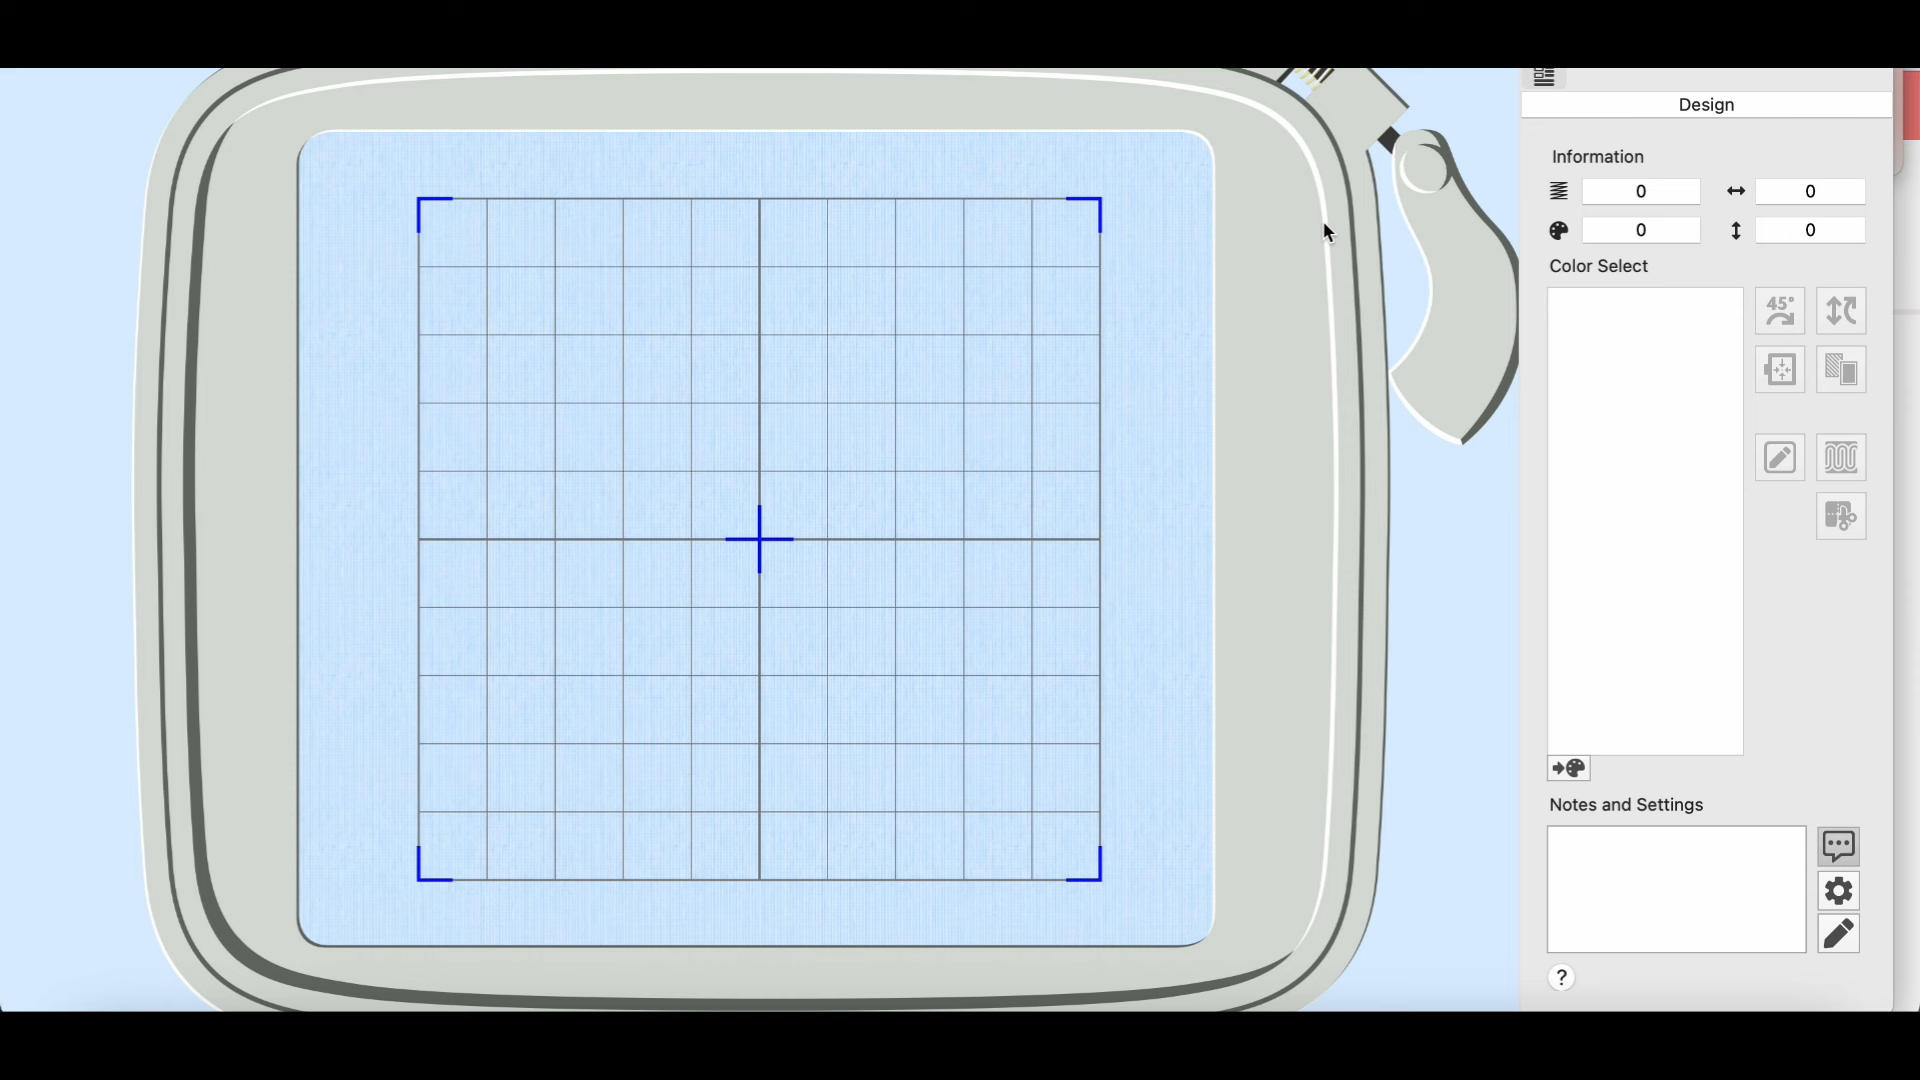 Design
Information
0 0
0 0
Color Select
45°
Notes and Settings
?